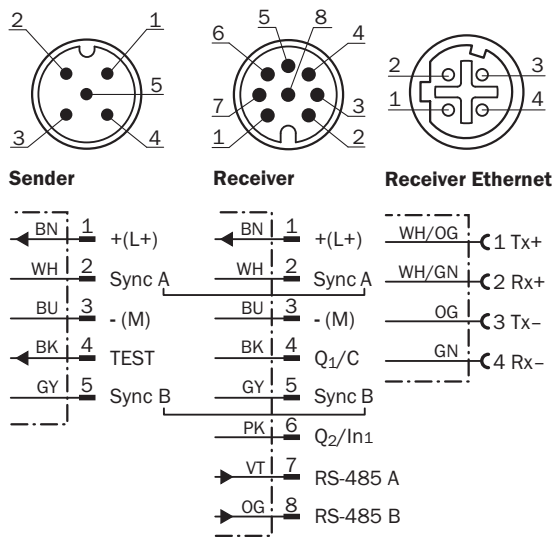 2 1
5
3 4
5 8
6 4
7 3
1 2
2 3
1 4
Sender
BN 1 +(L+)
WH 2 Sync A
BU 3 - (M)
BK 4 TEST
GY 5 Sync B
Receiver
BN 1 +(L+)
WH 2 Sync A
BU 3 - (M)
BK 4 Q1/C
GY 5 Sync B
PK 6 Q2/In1
VT 7 RS-485 A
OG 8 RS-485 B
Receiver Ethernet
WH/OG 1 Tx+
WH/GN 2 Rx+
OG 3 Tx–
GN 4 Rx–